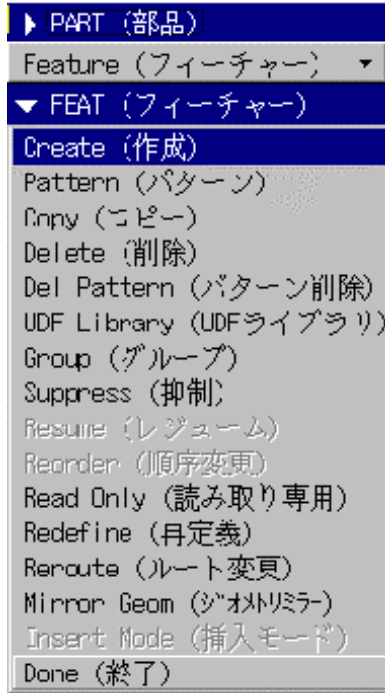 PART (部品)
Feature (フィーチャー)
FEAT (フィーチャー)
Create (作成)
Pattern (パターン)
Copy (コピー)
Delete (削除)
Del Pattern (パターン削除)
UDF Library (UDFライブラリ)
Group (グループ)
Suppress (抑制)
Resume (レジューム)
Reorder (順序変更)
Read Only (読み取り専用)
Redefine (再定義)
Reroute (ルート変更)
Mirror Geom (ジオメトリミラー)
Insert Mode (挿入モード)
Done (終了)